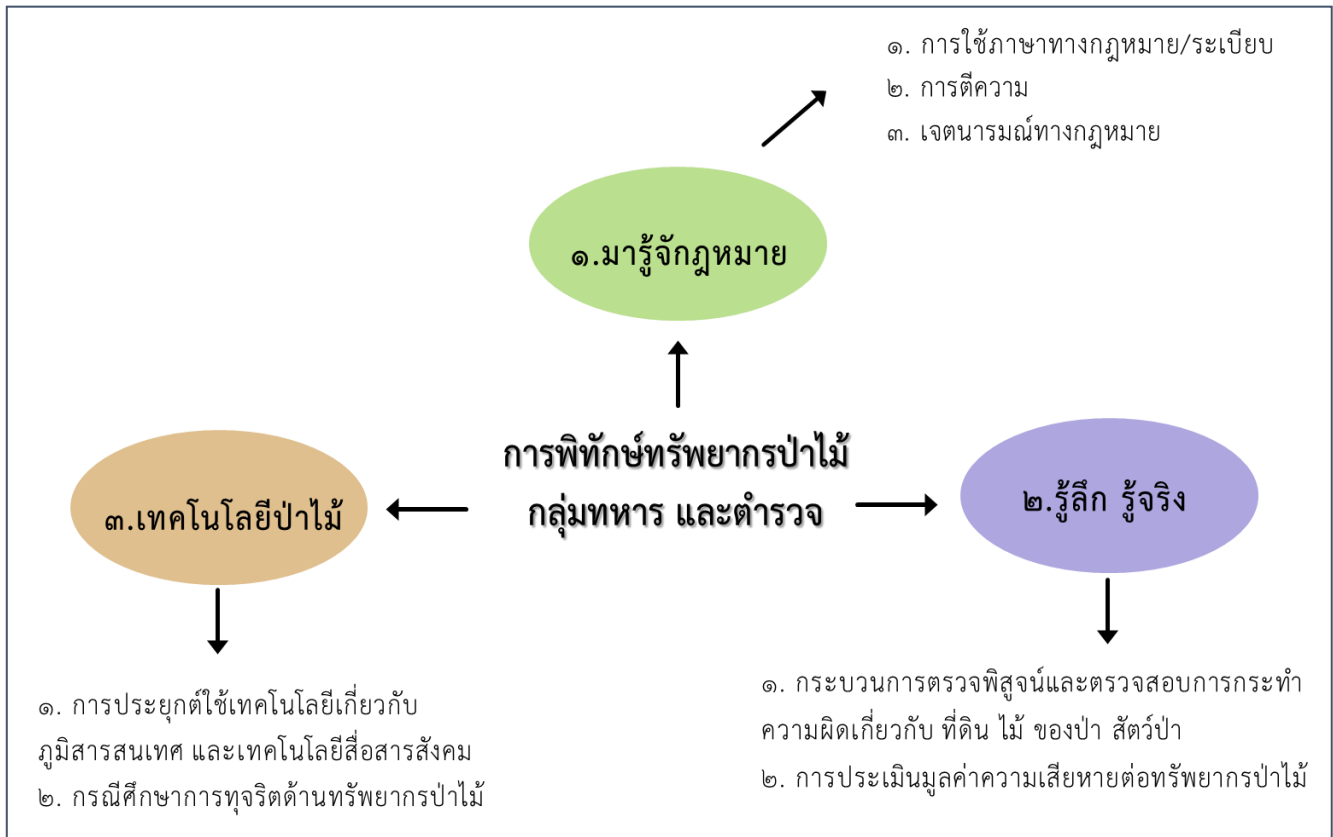 ๑. การใช้ภาษาทางกฎหมาย/ระเบียบ
๒. การตีความ
๓. เจตนารมณ์ทางกฎหมาย
๑.มารู้จักฎหมาย
การพิทักษ์ทรัพยากรป่าไม้
กลุ่มทหาร และตำรวจ
๓.เทคโนโลยีป่าไม้
๒.รู้ลึก รู้จริง
๑. การประยุกต์ใช้เทคโนโลยีเกี่ยวกับ
ภูมิสารสนเทศ และเทคโนโลยีสื่อสารสังคม
๒. กรณีศึกษาการทุจริตด้านทรัพยากรป่าไม้
๑. กระบวนการตรวจพิสูจน์และตรวจสอบการกระทำ
ความผิดเกี่ยวกับ ที่ดิน ไม้ ของป่า สัตว์ป่า
๒. การประเมินมูลค่าความเสียหายต่อทรัพยากรป่าไม้